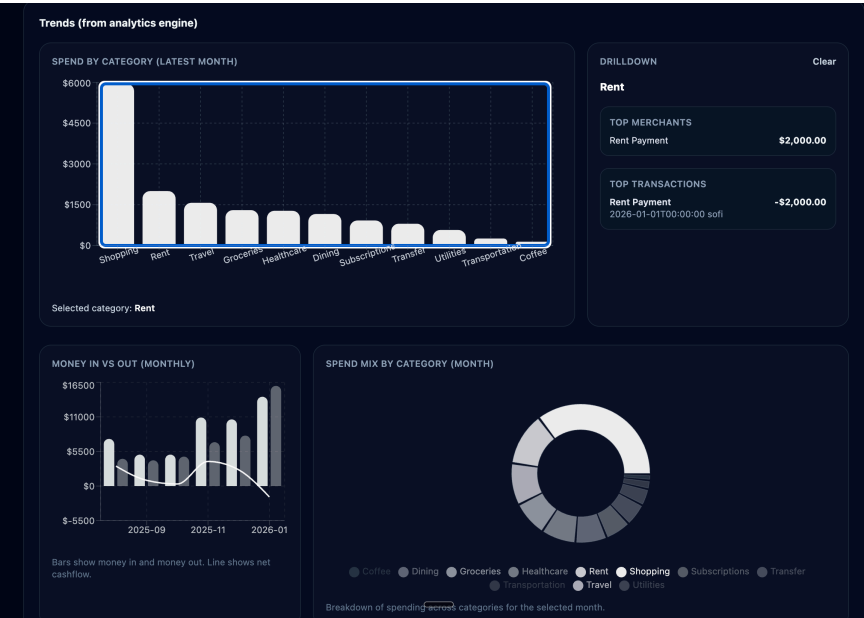 Trends (from analytics engine)
SPEND BY CATEGORY (LATEST MONTH)
$6000
$4500
$3000
$1500
$0
Shopping
Rent
Travel
Groceries
Healthcare
Dining
Subscriptions
Transfer
Utilities
Transportation
Coffee
Selected category: Rent
DRILLDOWN
Clear
Rent
TOP MERCHANTS
Rent Payment $2,000.00
TOP TRANSACTIONS
Rent Payment -$2,000.00
2026-01-01T00:00:00 sofi
MONEY IN VS OUT (MONTHLY)
$16500
$11000
$5500
$0
$-5500
2025-09 2025-11 2026-01
Bars show money in and money out. Line shows net
cashflow.
SPEND MIX BY CATEGORY (MONTH)
Coffee Dining Groceries Healthcare Rent Shopping Subscriptions Transfer
Transportation Travel Utilities
Breakdown of spending across categories for the selected month.